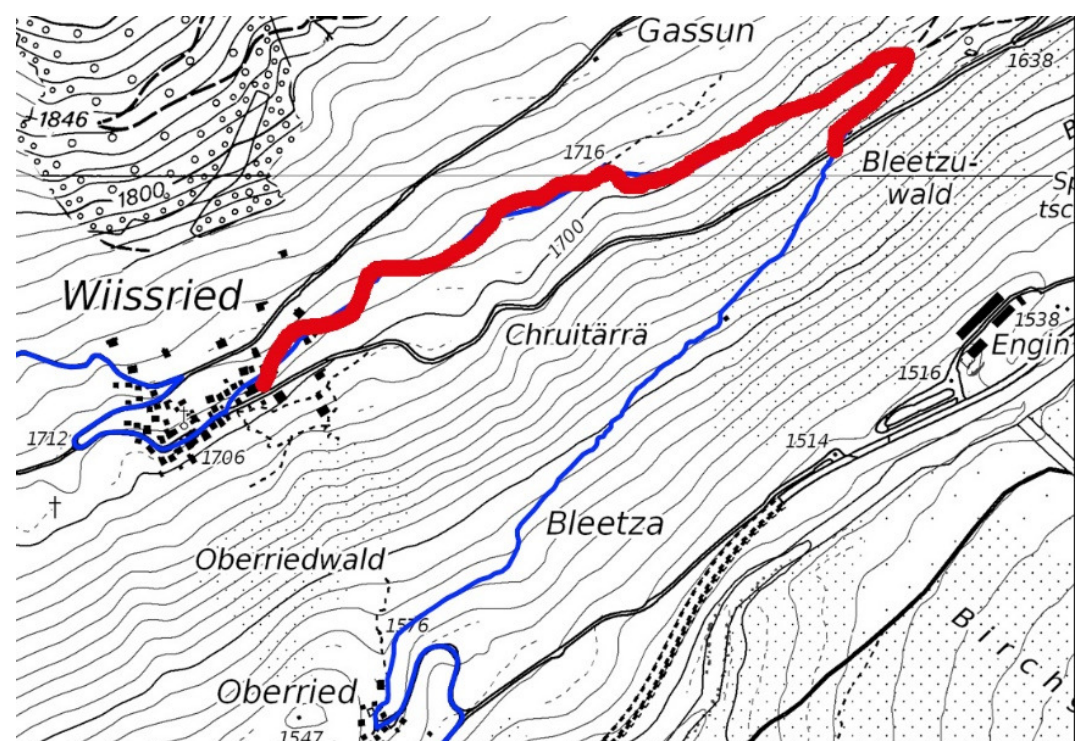 Gassun
1638
1846
1716
Bleetzu-
wald
1800
1700
Wiissried
Chruitärrä
1538
Engin
1516
1712
1706
1514
Bleetza
Oberriedwald
1576
Birch
Oberried
1547